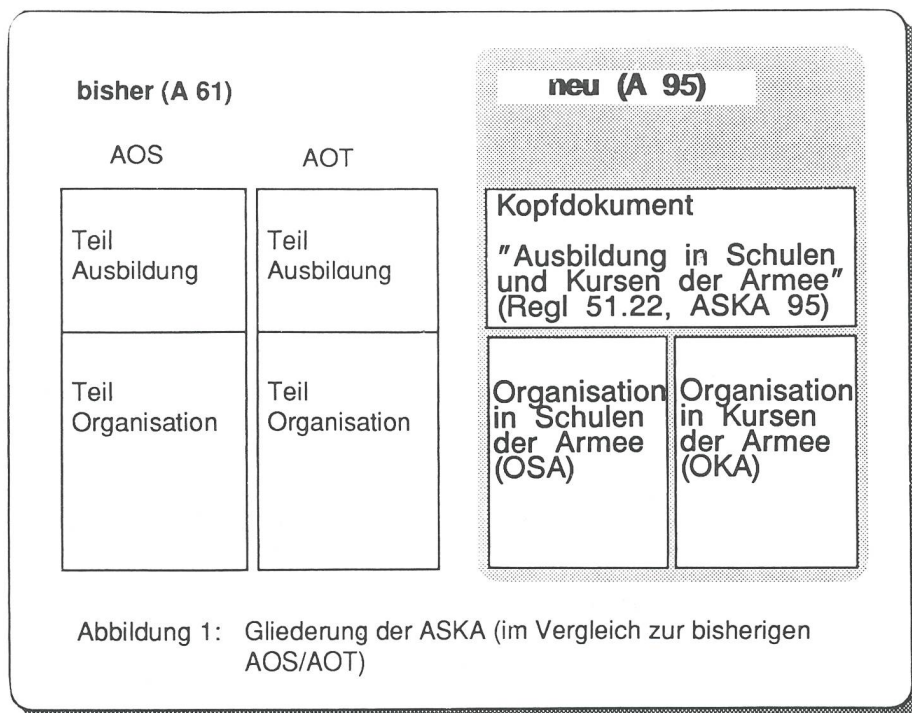 bisher (A 61)
AOS
AOT
Teil
Ausbildung
Teil
Ausbildung
Teil
Organisation
Teil
Organisation
neu (A 95)
Kopfdokument
"Ausbildung in Schulen
und Kursen der Armee"
(Regl 51.22, ASKA 95)
Organisation
in Schulen
der Armee
(OSA)
Organisation
in Kursen
der Armee
(OKA)
Abbildung 1: Gliederung der ASKA (im Vergleich zur bisherigen
AOS/AOT)